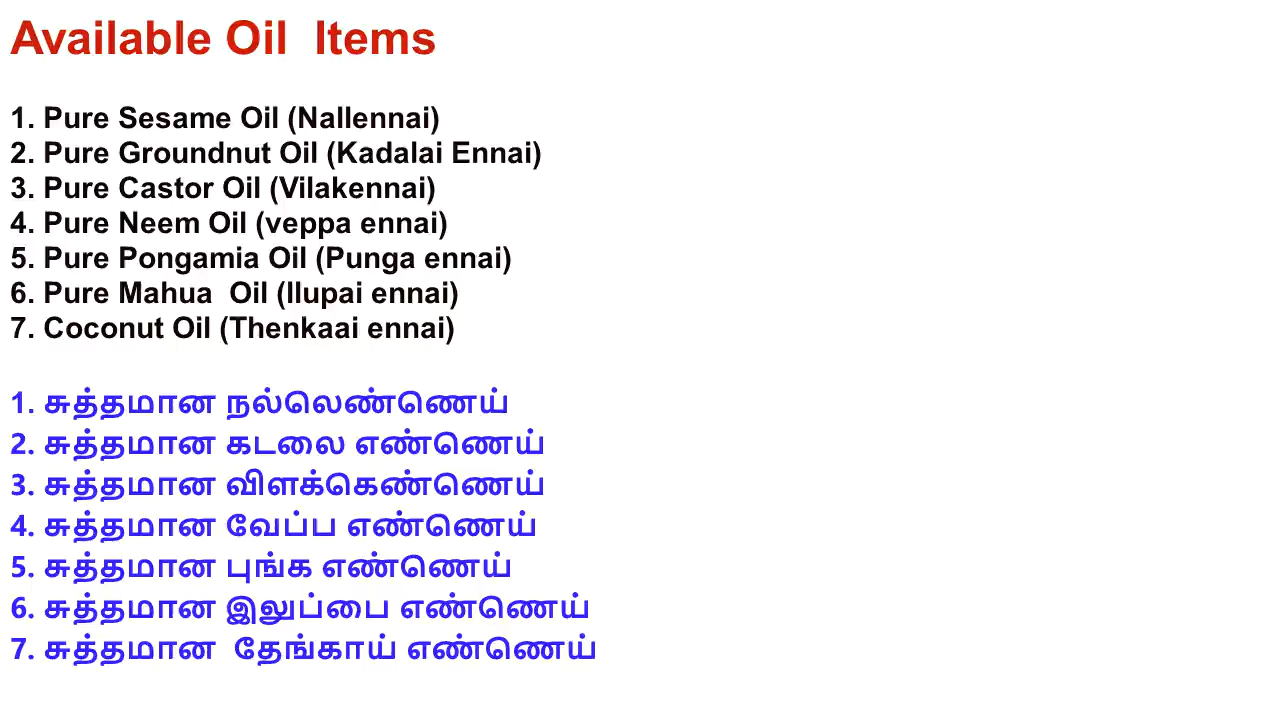 Available Oil  Items
1. Pure Sesame Oil (Nallennai)
2. Pure Groundnut Oil (Kadalai Ennai)
3. Pure Castor Oil (Vilakennai)
4. Pure Neem Oil (veppa ennai)
5. Pure Pongamia Oil (Punga ennai)
6. Pure Mahua  Oil (Ilupai ennai)
7. Coconut Oil (Thenkaai ennai)
1. சுத்தமான நல்லெண்ணெய்
2. சுத்தமான கடலை எண்ணெய்
3. சுத்தமான விளக்கெண்ணெய்
4. சுத்தமான வேப்ப எண்ணெய்
5. சுத்தமான புங்க எண்ணெய்
6. சுத்தமான இலுப்பை எண்ணெய்
7. சுத்தமான  தேங்காய் எண்ணெய்